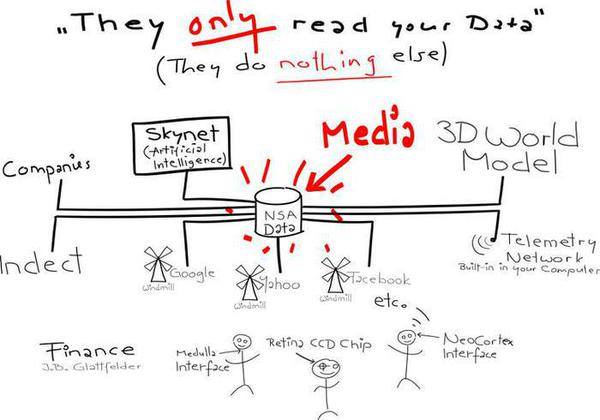 „They only read your Data"
(They do nothing else)
Skynet
(Artificial
Intelligence)
Media
3D World
Model
Companies
NSA
Data
Indect
Google
windmill
Yahoo
windmill
Facebook
windmill
etc.
Telemetry
Network
Built-in in your Computer
Finance
J.B. Glattfelder
Medulla
Interface
Retina CCD Chip
NeoCortex
Interface